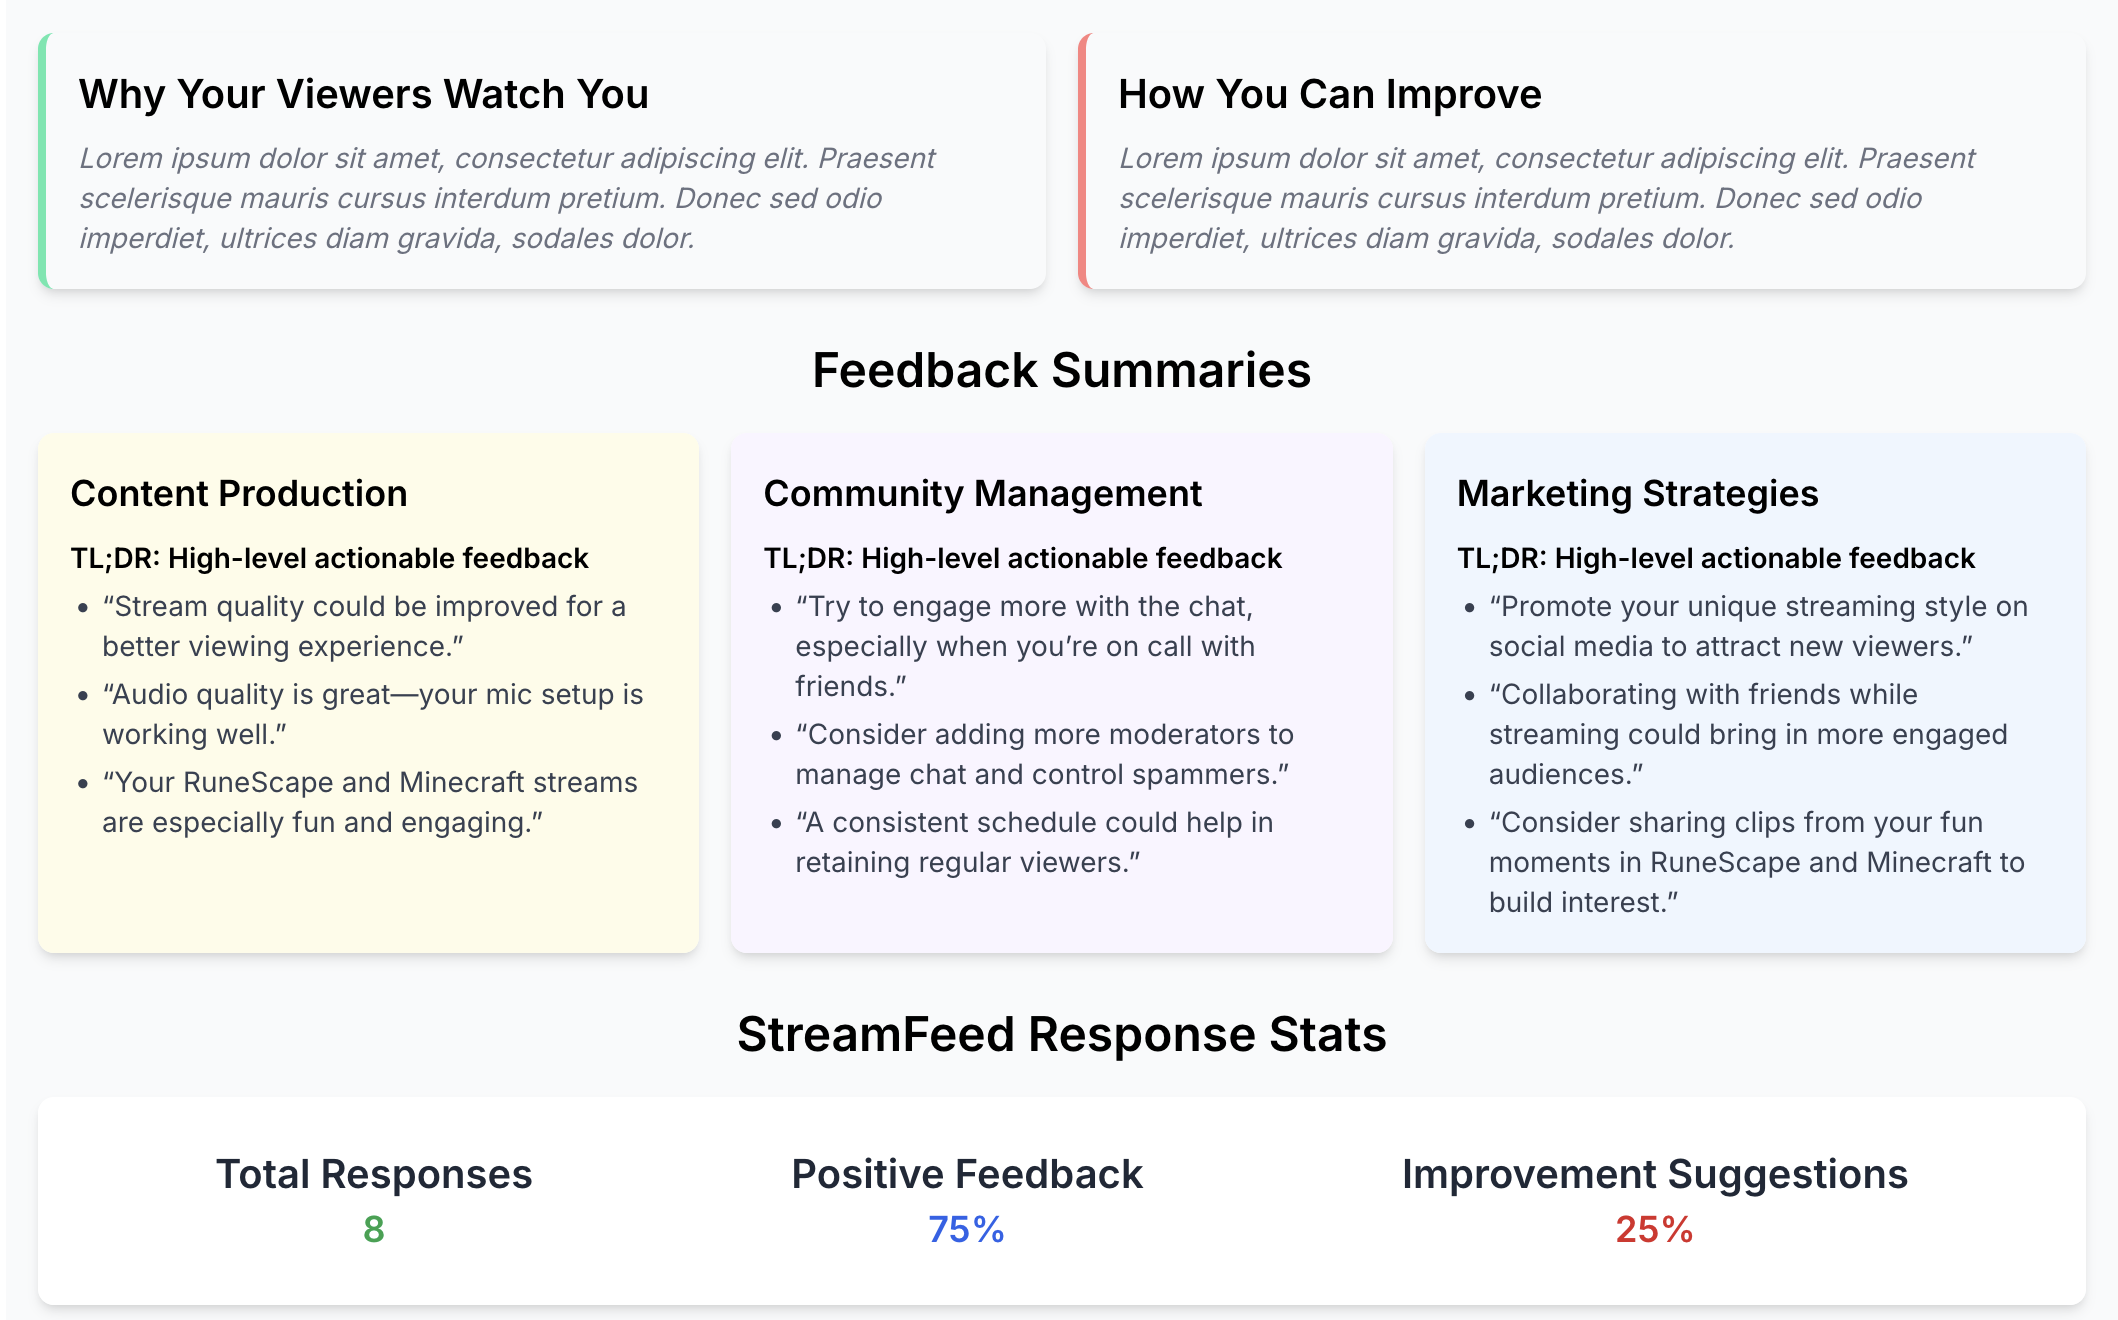 Why Your Viewers Watch You
Lorem ipsum dolor sit amet, consectetur adipiscing elit. Praesent
scelerisque mauris cursus interdum pretium. Donec sed odio
imperdiet, ultrices diam gravida, sodales dolor.
How You Can Improve
Lorem ipsum dolor sit amet, consectetur adipiscing elit. Praesent
scelerisque mauris cursus interdum pretium. Donec sed odio
imperdiet, ultrices diam gravida, sodales dolor.
Feedback Summaries
Content Production
TL;DR: High-level actionable feedback
• “Stream quality could be improved for a
better viewing experience.”
• “Audio quality is great—your mic setup is
working well.”
• “Your RuneScape and Minecraft streams
are especially fun and engaging.”
Community Management
TL;DR: High-level actionable feedback
• “Try to engage more with the chat,
especially when you’re on call with
friends.”
• “Consider adding more moderators to
manage chat and control spammers.”
• “A consistent schedule could help in
retaining regular viewers.”
Marketing Strategies
TL;DR: High-level actionable feedback
• “Promote your unique streaming style on
social media to attract new viewers.”
• “Collaborating with friends while
streaming could bring in more engaged
audiences.”
• “Consider sharing clips from your fun
moments in RuneScape and Minecraft to
build interest.”
StreamFeed Response Stats
Total Responses
8
Positive Feedback
75%
Improvement Suggestions
25%